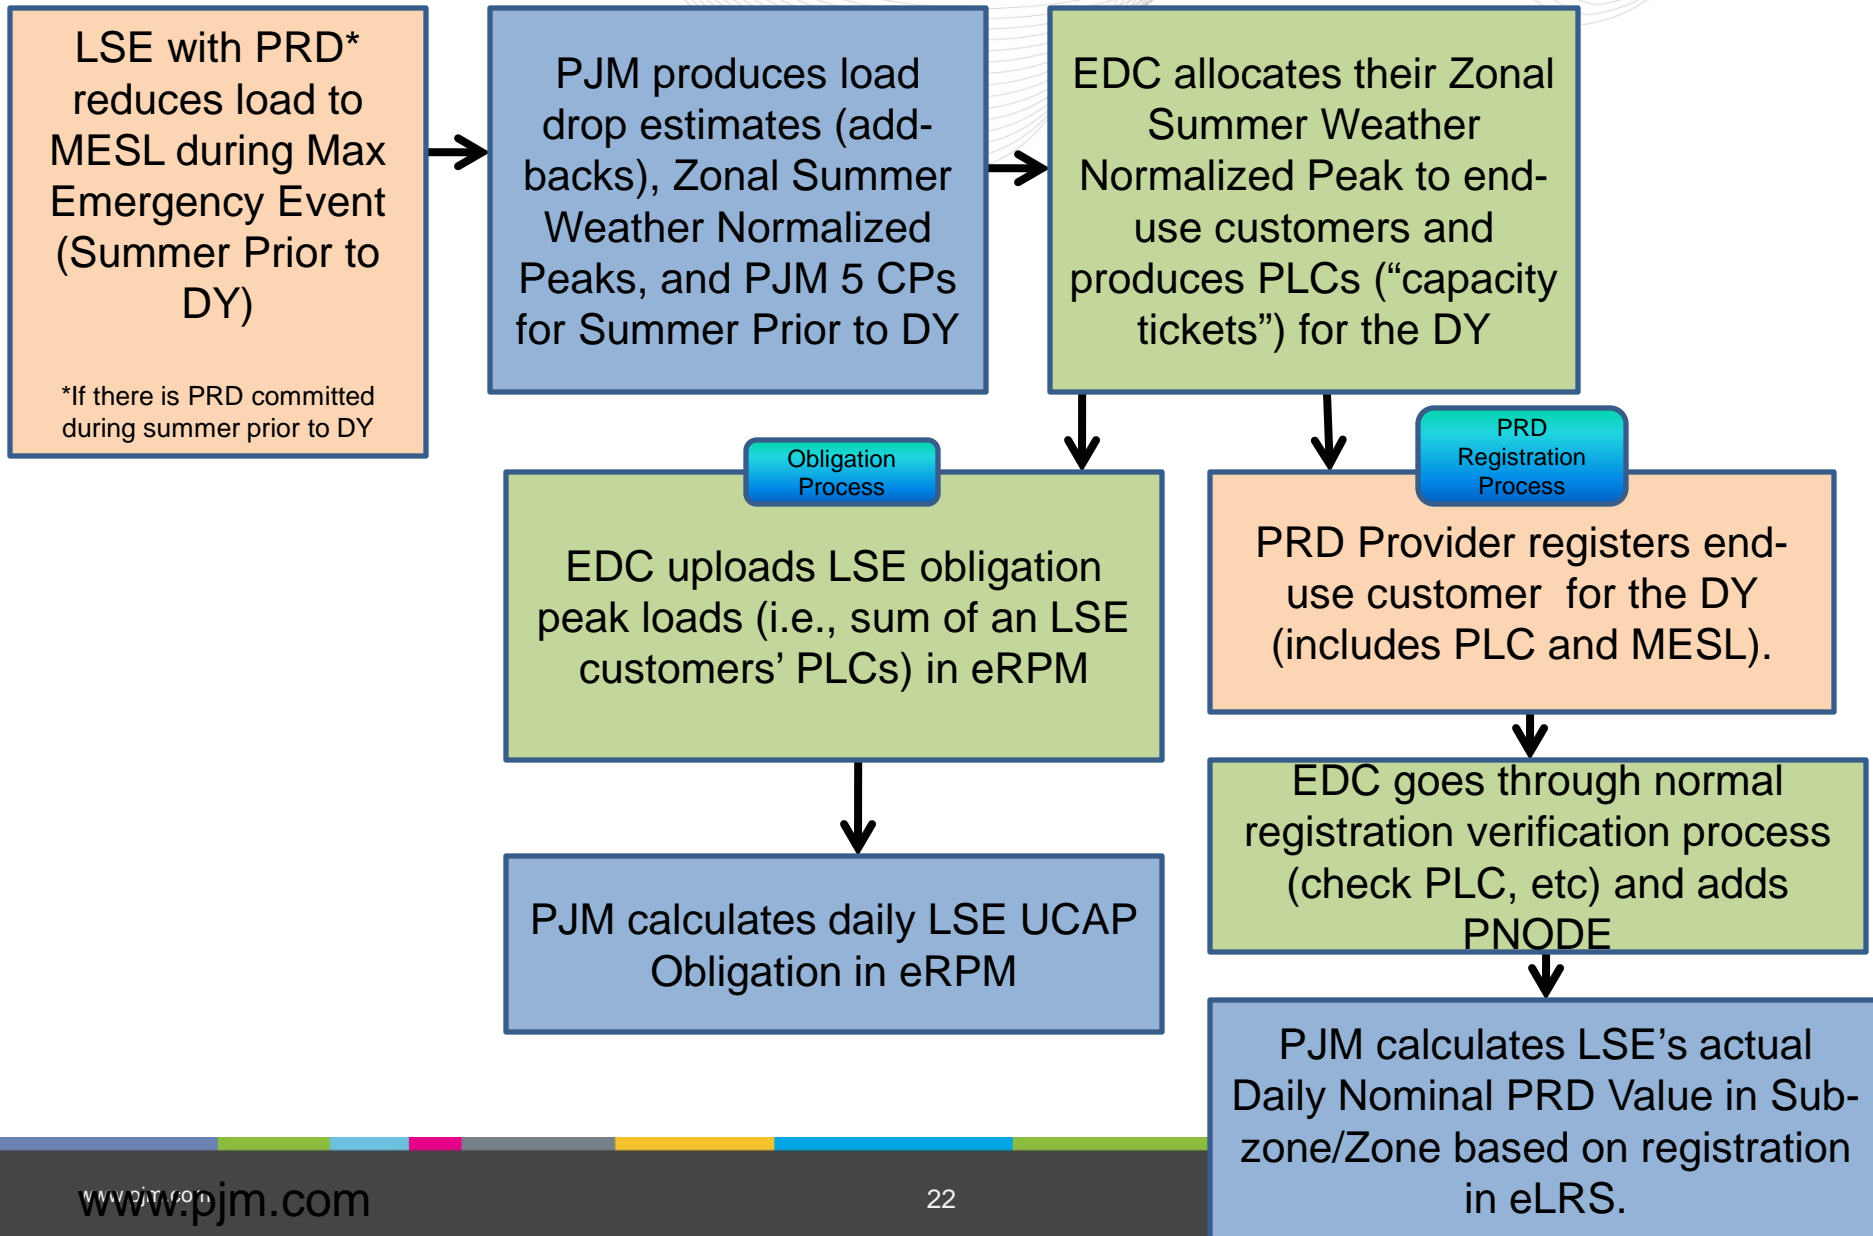 LSE with PRD*
reduces load to
MESL during Max
Emergency Event
(Summer Prior to
DY)
*If there is PRD committed
during summer prior to DY
PJM produces load
drop estimates (add-
backs), Zonal Summer
Weather Normalized
Peaks, and PJM 5 CPs
for Summer Prior to DY
EDC allocates their Zonal
Summer Weather
Normalized Peak to end-
use customers and
produces PLCs (“capacity
tickets”) for the DY
Obligation
Process
EDC uploads LSE obligation
peak loads (i.e., sum of an LSE
customers’ PLCs) in eRPM
PJM calculates daily LSE UCAP
Obligation in eRPM
PRD
Registration
Process
PRD Provider registers end-
use customer  for the DY
(includes PLC and MESL).
EDC goes through normal
registration verification process
(check PLC, etc) and adds
PNODE
PJM calculates LSE’s actual
Daily Nominal PRD Value in Sub-
zone/Zone based on registration
in eLRS.
www.pjm.com
www.pjm.com
22